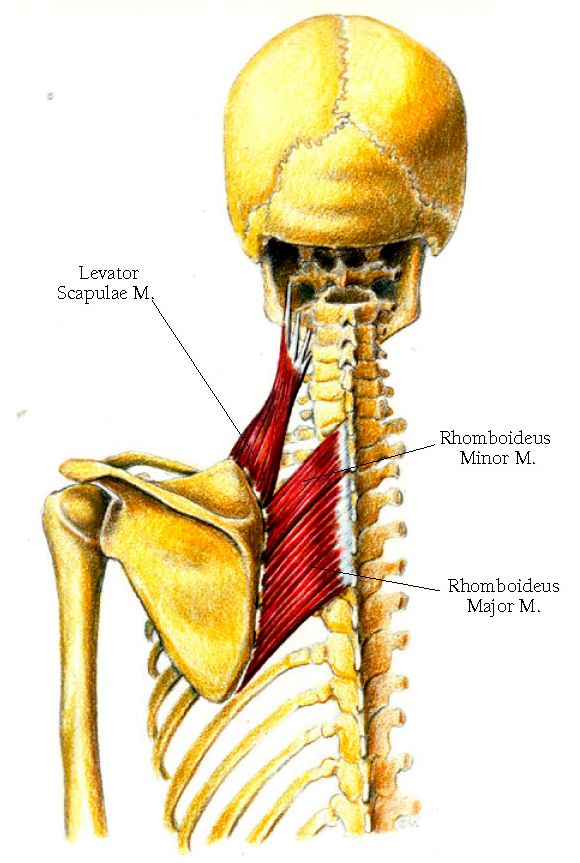 Levator
Scapulae M.
Rhomboideus
Minor M.
Rhomboideus
Major M.